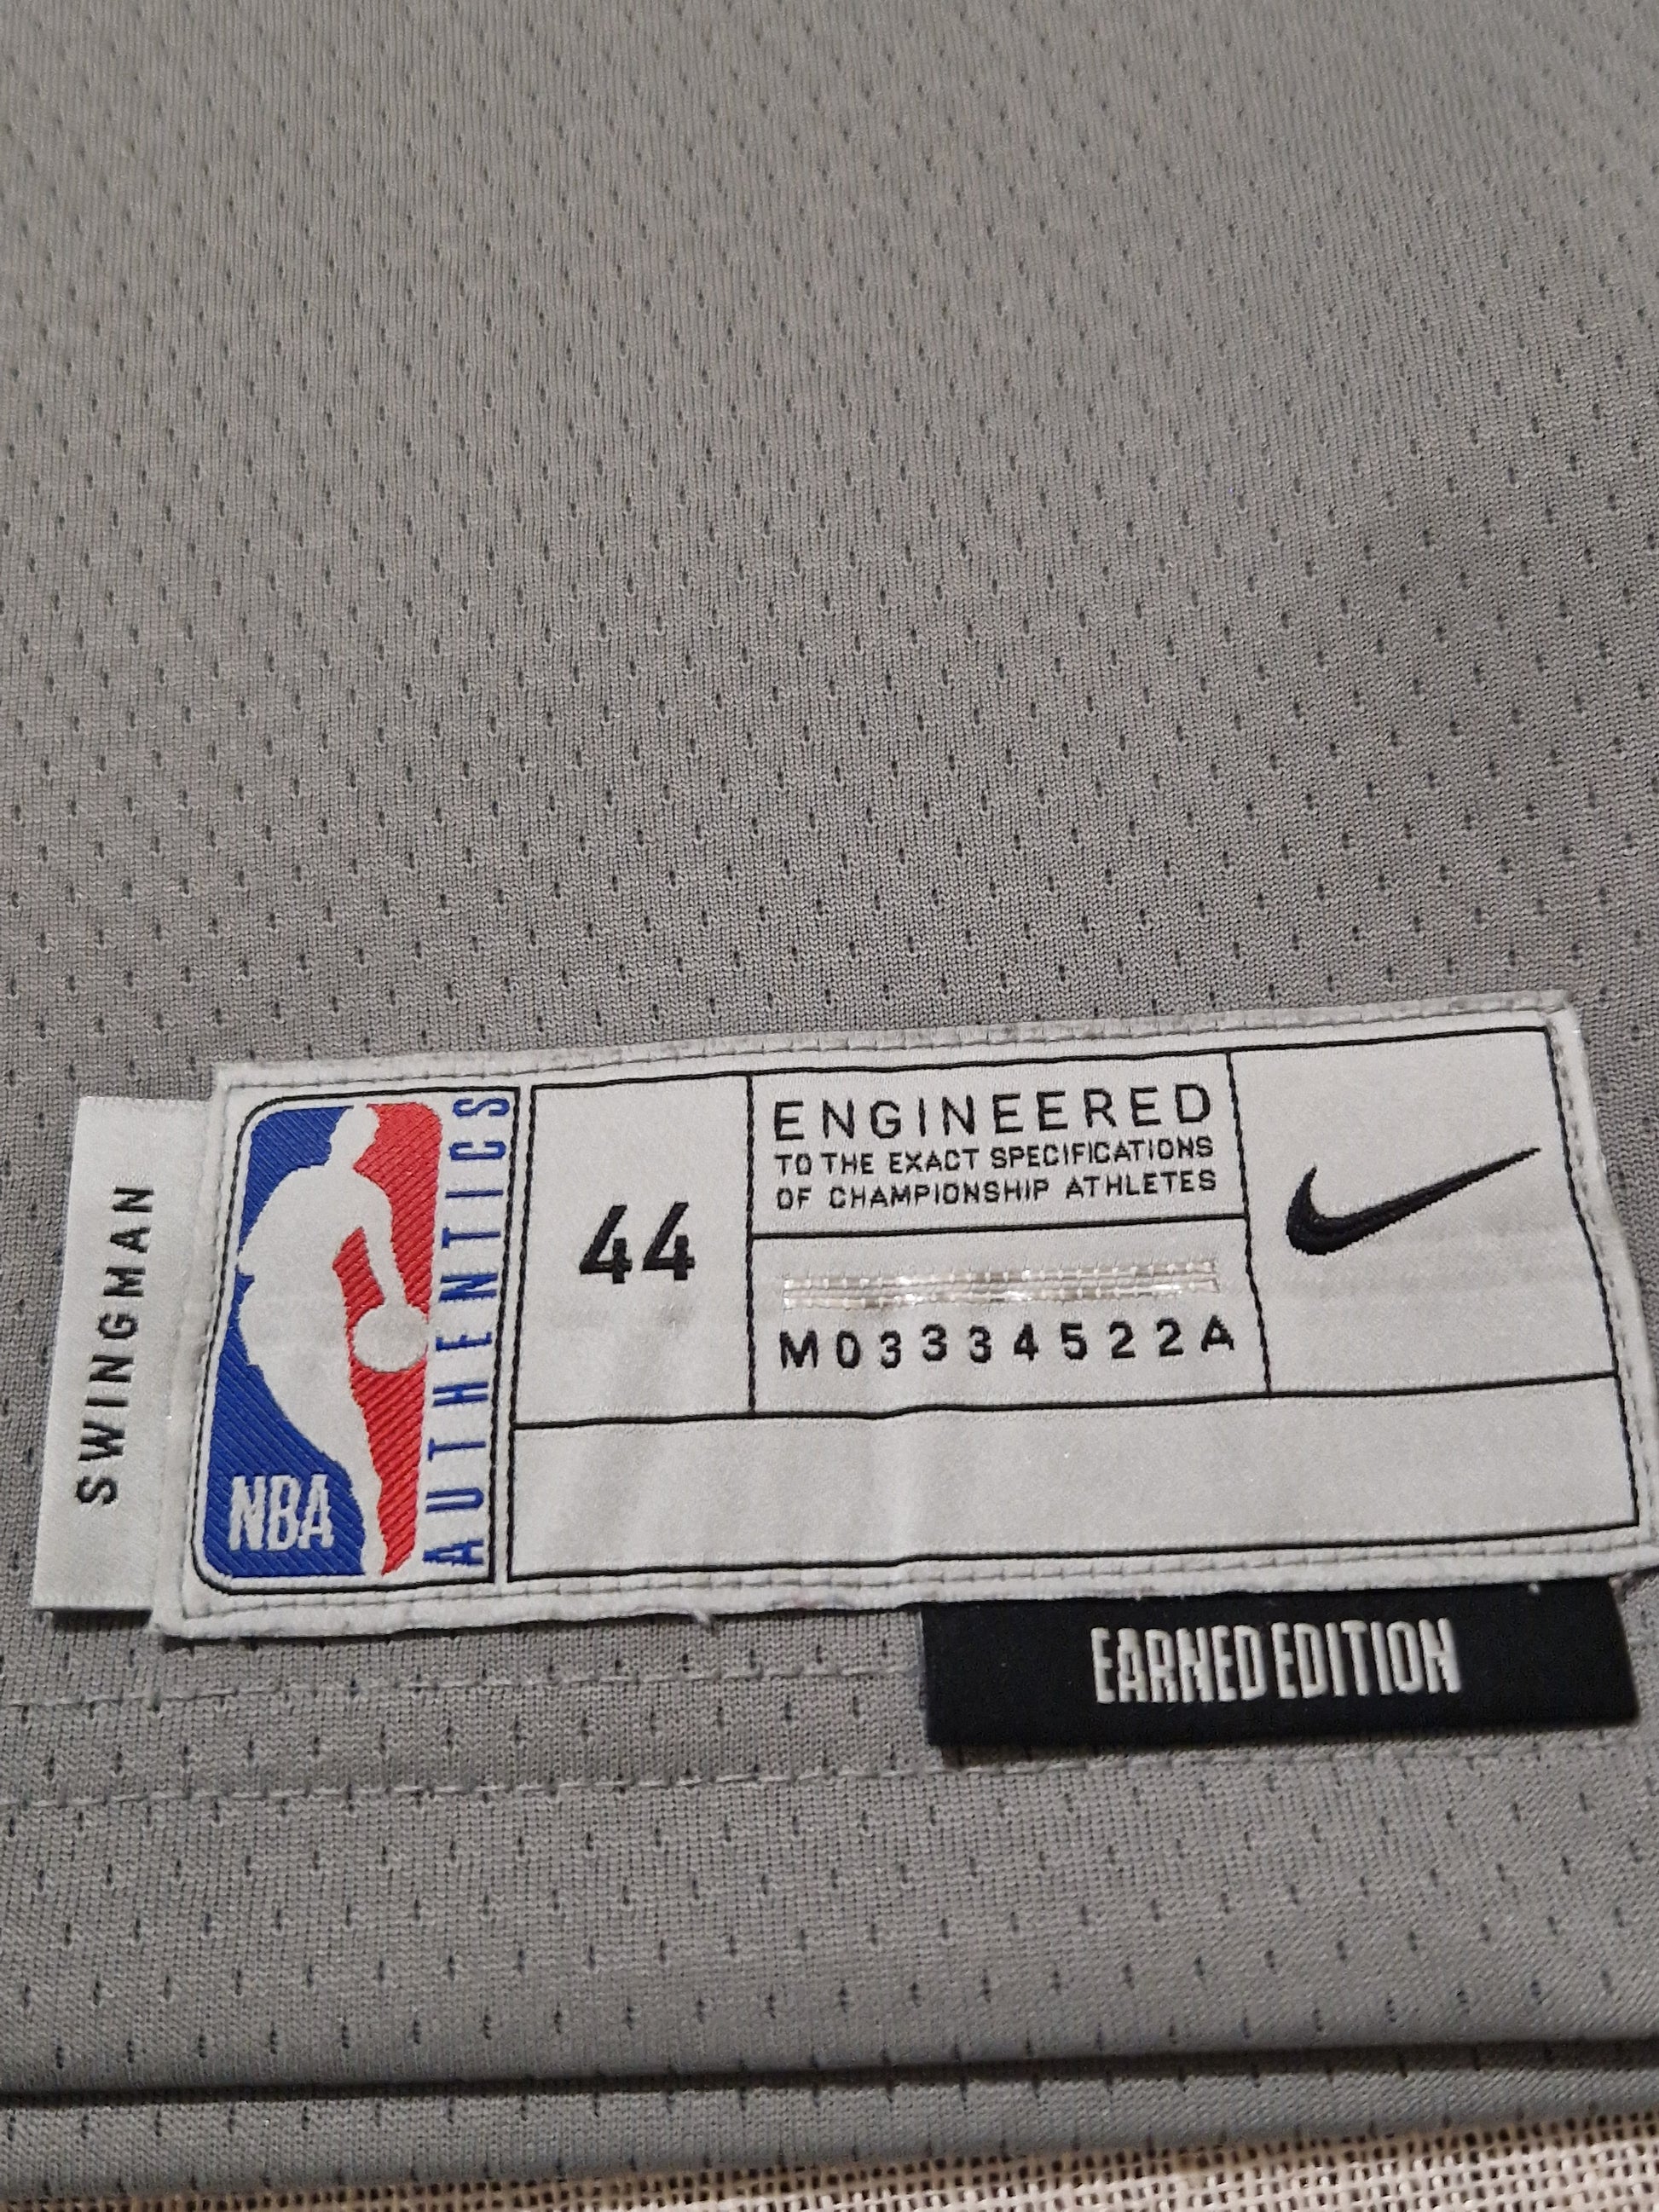 SWINGMAN
NBA
AUTHENTICS
44
ENGINEERED
TO THE EXACT SPECIFICATIONS
OF CHAMPIONSHIP ATHLETES
M03334522A
EARNED EDITION